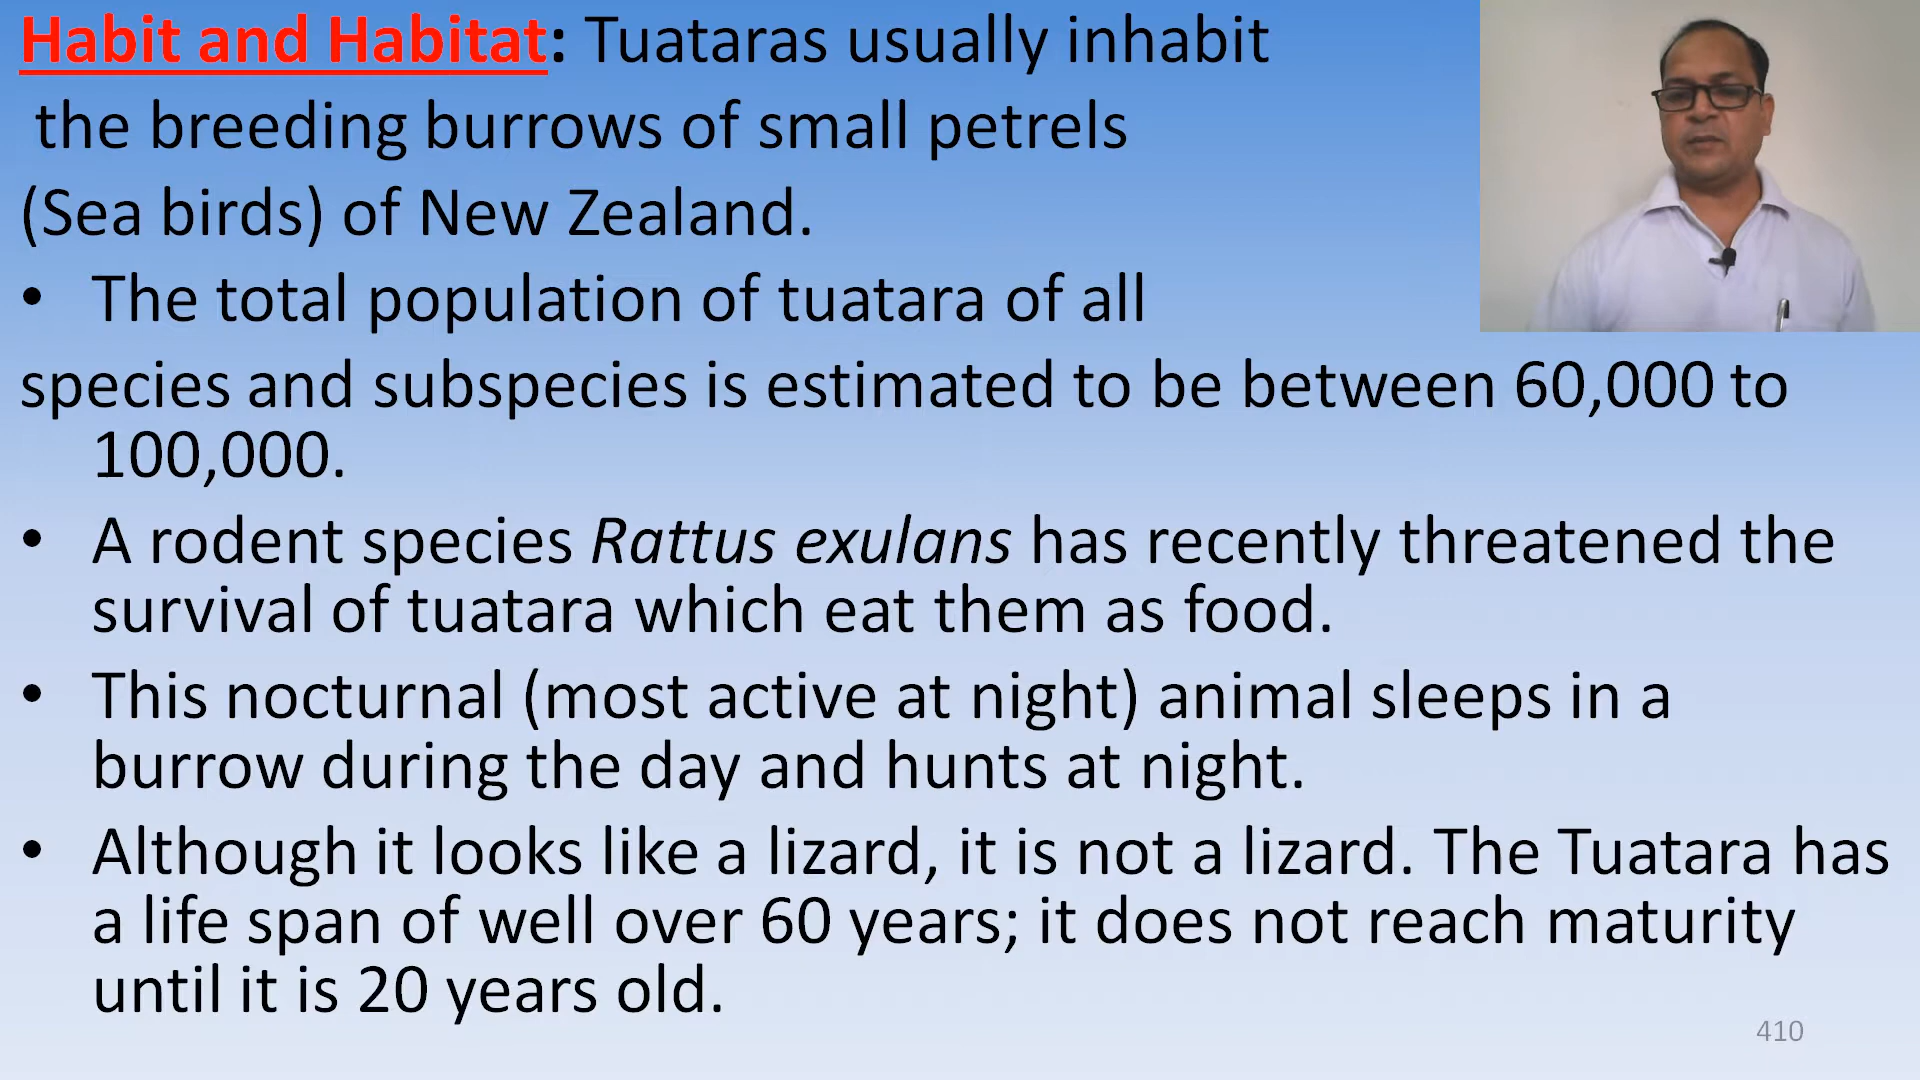 Habit and Habitat: Tuataras usually inhabit
the breeding burrows of small petrels
(Sea birds) of New Zealand.
• The total population of tuatara of all
species and subspecies is estimated to be between 60,000 to
100,000.
• A rodent species Rattus exulans has recently threatened the
survival of tuatara which eat them as food.
• This nocturnal (most active at night) animal sleeps in a
burrow during the day and hunts at night.
• Although it looks like a lizard, it is not a lizard. The Tuatara has
a life span of well over 60 years; it does not reach maturity
until it is 20 years old.
410